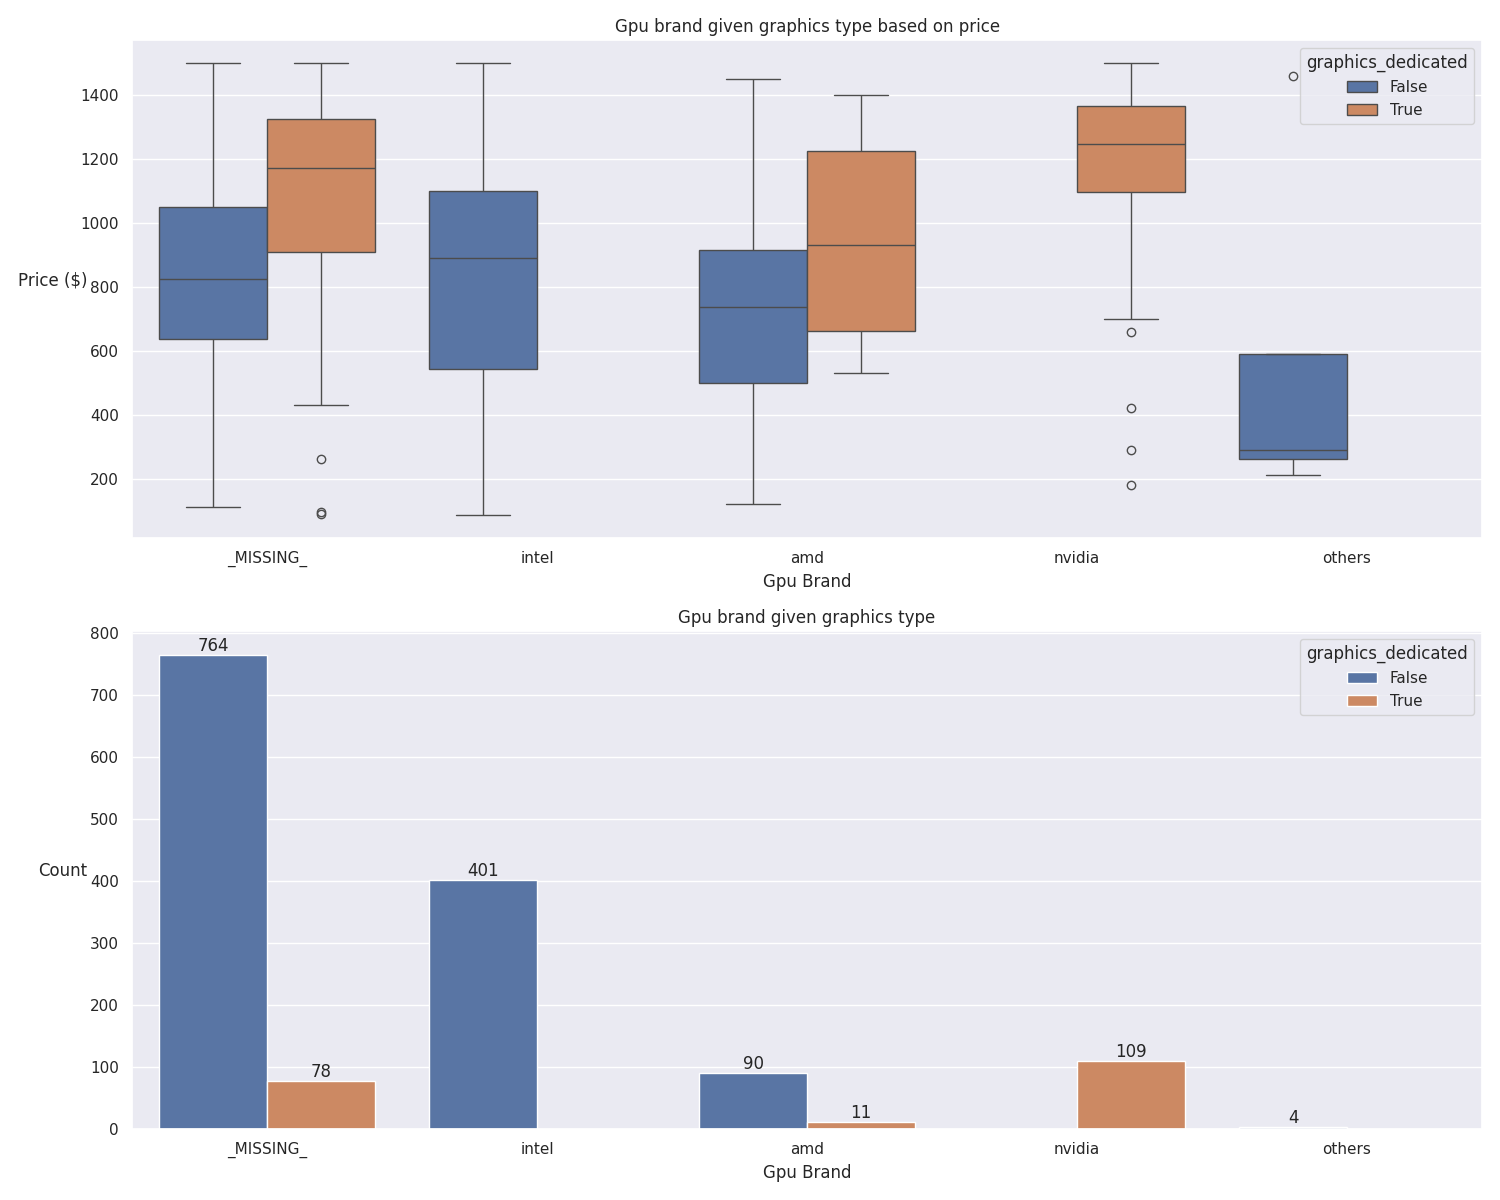 Gpu brand given graphics type based on price
graphics_dedicated
False
True
1400
1200
1000
Price ($)
800
600
400
200
_MISSING_
intel
amd
nvidia
others
Gpu Brand
Gpu brand given graphics type
graphics_dedicated
False
True
800
700
600
500
Count
400
300
200
100
0
764
78
401
90
11
109
4
_MISSING_
intel
amd
nvidia
others
Gpu Brand